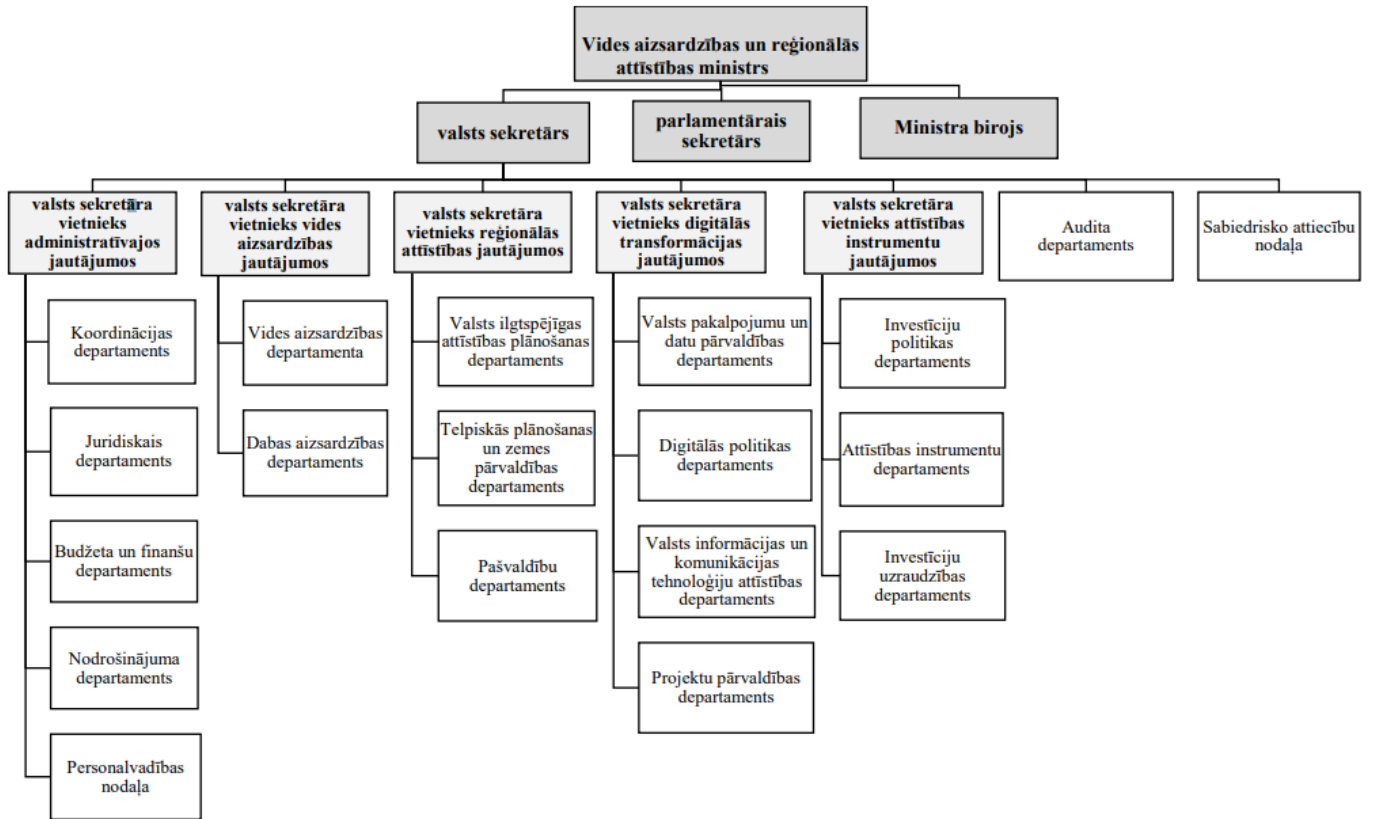 Vides aizsardzības un reģionālās
attīstības ministrs
valsts sekretārs
parlamentārais
sekretārs
Ministra birojs
valsts sekretāra
vietnieks
administratīvajos
jautājumos
valsts sekretāra
vietnieks vides
aizsardzības
jautājumos
valsts sekretāra
vietnieks reģionālās
attīstības jautājumos
valsts sekretāra
vietnieks digitālās
transformācijas
jautājumos
valsts sekretāra
vietnieks attīstības
instrumentu
jautājumos
Audita
departaments
Sabiedrisko attiecību
nodaļa
Koordinācijas
departaments
Juridiskais
departaments
Budžeta un finanšu
departaments
Nodrošinājuma
departaments
Personalvadības
nodaļa
Vides aizsardzības
departamenta
Dabas aizsardzības
departaments
Valsts ilgtspējīgas
attīstības plānošanas
departaments
Telpiskās plānošanas
un zemes
pārvaldības
departaments
Pašvaldību
departaments
Valsts pakalpojumu un
datu pārvaldības
departaments
Digitālās politikas
departaments
Valsts informācijas un
komunikācijas
tehnoloģiju attīstības
departaments
Projektu pārvaldības
departaments
Investīciju
politikas
departaments
Attīstības instrumentu
departaments
Investīciju
uzraudzības
departaments